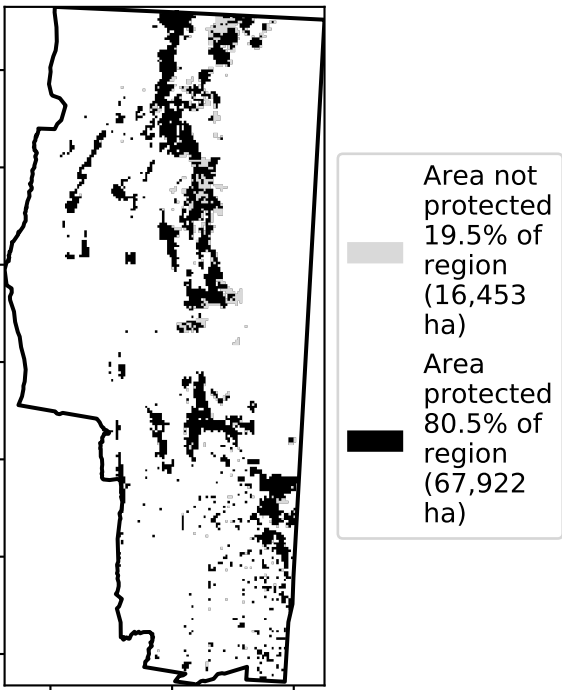 Area not
protected
19.5% of
region
(16,453
ha)
Area
protected
80.5% of
region
(67,922
ha)